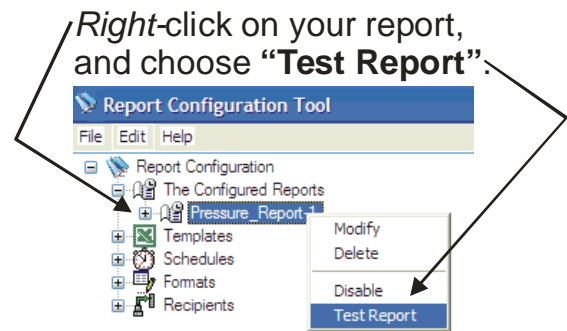 Right-click on your report,
and choose “Test Report”.
Report Configuration Tool
File Edit Help
Report Configuration
The Configured Reports
Pressure_Report-1
Templates
Schedules
Formats
Recipients
Modify
Delete
Disable
Test Report